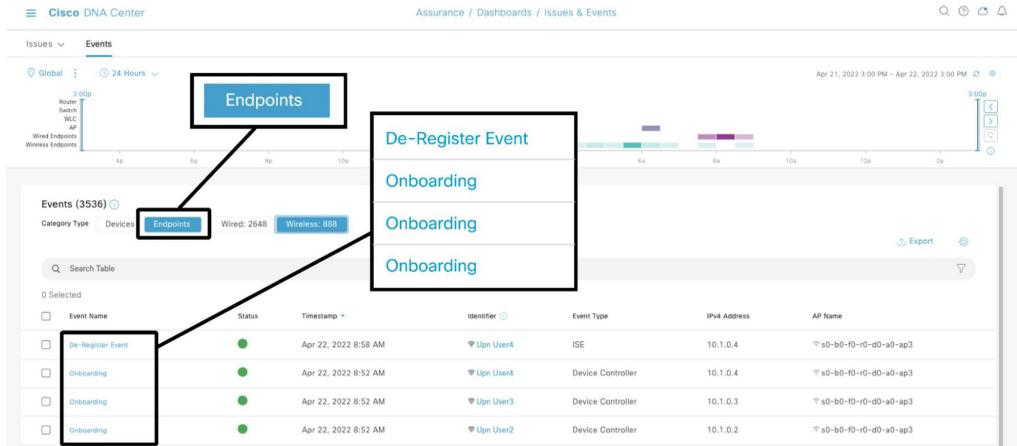 Cisco DNA Center
Assurance / Dashboards / Issues & Events
Issues
Events
Global
24 Hours
Apr 21, 2022 3:00 PM - Apr 22, 2022 3:00 PM
3:00p
3:00p
Router
Switch
WLC
AP
Wired Endpoints
Wireless Endpoints
4p 6p 8p 10p 6a 8a 10a 12p 2p
Endpoints
De-Register Event
Onboarding
Onboarding
Onboarding
Events (3536)
Category Type Devices Endpoints Wired: 2648 Wireless: 888
Export
Search Table
0 Selected
Event Name Status Timestamp Identifier Event Type IPv4 Address AP Name
De-Register Event Apr 22, 2022 8:58 AM Upn User4 ISE 10.1.0.4 s0-b0-f0-r0-d0-a0-ap3
Onboarding Apr 22, 2022 8:52 AM Upn User4 Device Controller 10.1.0.4 s0-b0-f0-r0-d0-a0-ap3
Onboarding Apr 22, 2022 8:52 AM Upn User3 Device Controller 10.1.0.3 s0-b0-f0-r0-d0-a0-ap3
Onboarding Apr 22, 2022 8:52 AM Upn User2 Device Controller 10.1.0.2 s0-b0-f0-r0-d0-a0-ap3